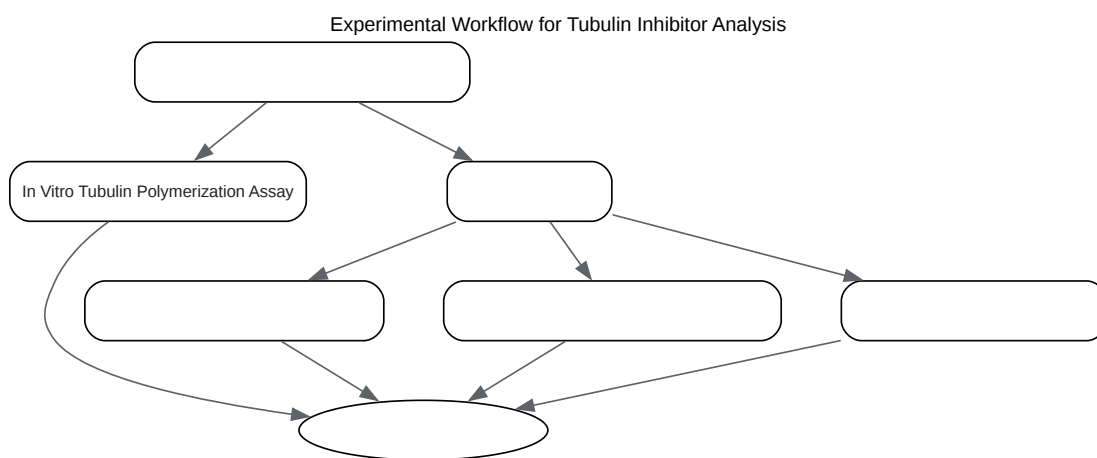 Experimental Workflow for Tubulin Inhibitor Analysis
In Vitro Tubulin Polymerization Assay